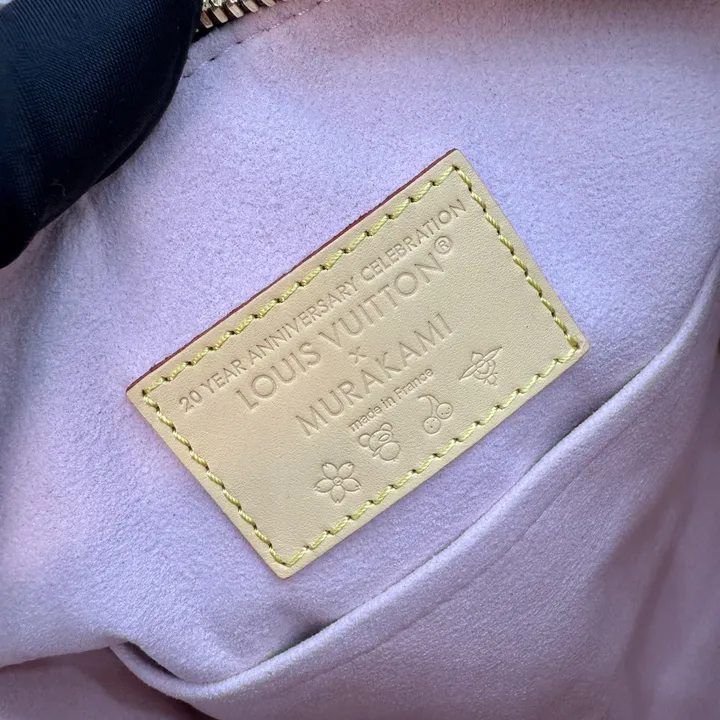 20 YEAR ANNIVERSARY CELEBRATION
LOUIS VUITTON®
×
MURAKAMI
made in France